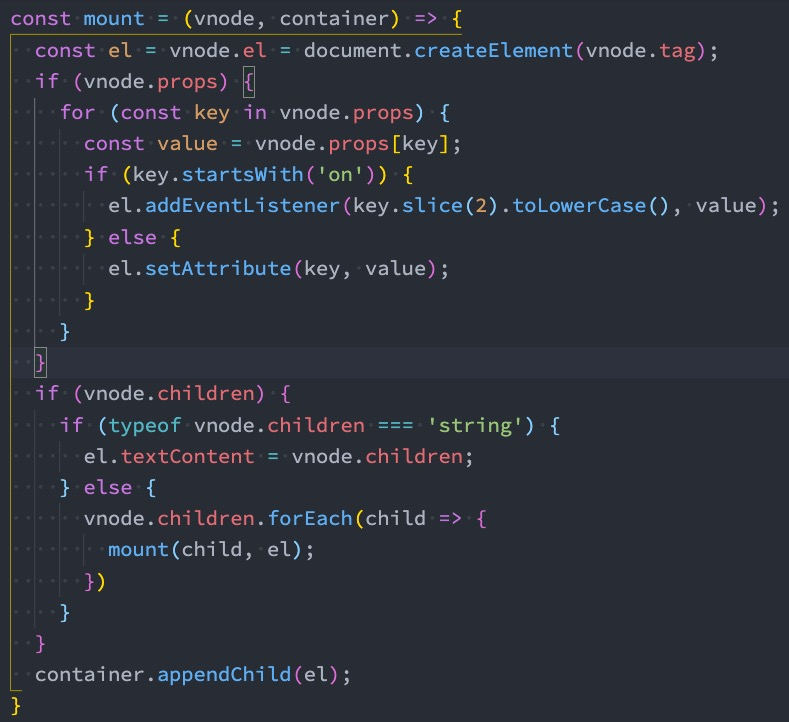 const mount = (vnode, container) => {
  const el = vnode.el = document.createElement(vnode.tag);
  if (vnode.props) {
    for (const key in vnode.props) {
      const value = vnode.props[key];
      if (key.startsWith('on')) {
        el.addEventListener(key.slice(2).toLowerCase(), value);
      } else {
        el.setAttribute(key, value);
      }
    }
  }
  if (vnode.children) {
    if (typeof vnode.children === 'string') {
      el.textContent = vnode.children;
    } else {
      vnode.children.forEach(child => {
        mount(child, el);
      })
    }
  }
  container.appendChild(el);
}